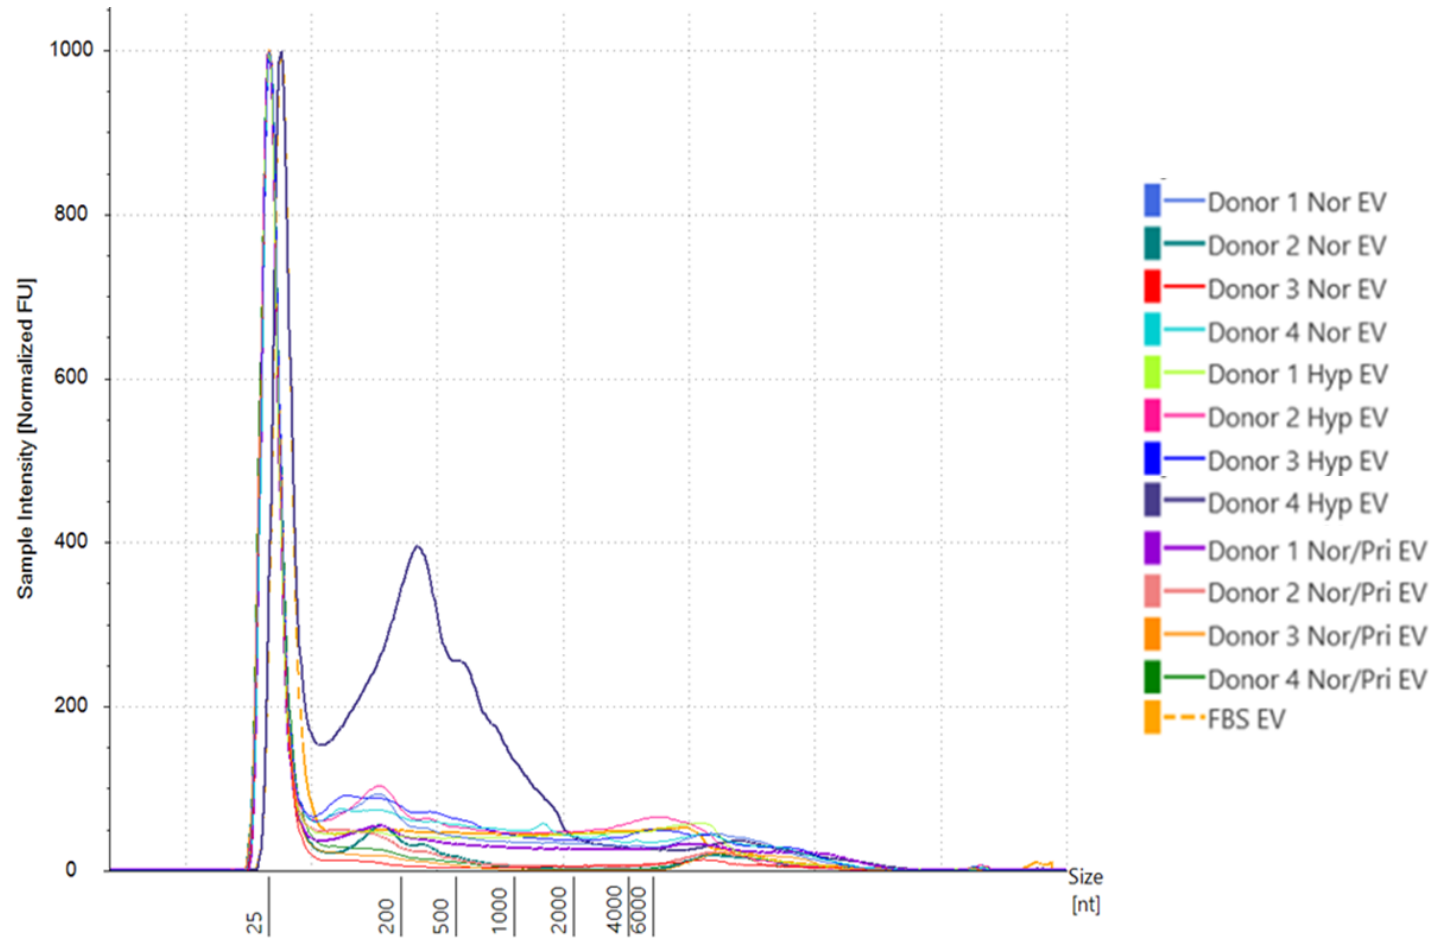 1000
800
600
400
200
0
Sample Intensity [Normalized FU]
25
200
500
1000
2000
4000
6000
Size
[nt]
Donor 1 Nor EV
Donor 2 Nor EV
Donor 3 Nor EV
Donor 4 Nor EV
Donor 1 Hyp EV
Donor 2 Hyp EV
Donor 3 Hyp EV
Donor 4 Hyp EV
Donor 1 Nor/Pri EV
Donor 2 Nor/Pri EV
Donor 3 Nor/Pri EV
Donor 4 Nor/Pri EV
FBS EV